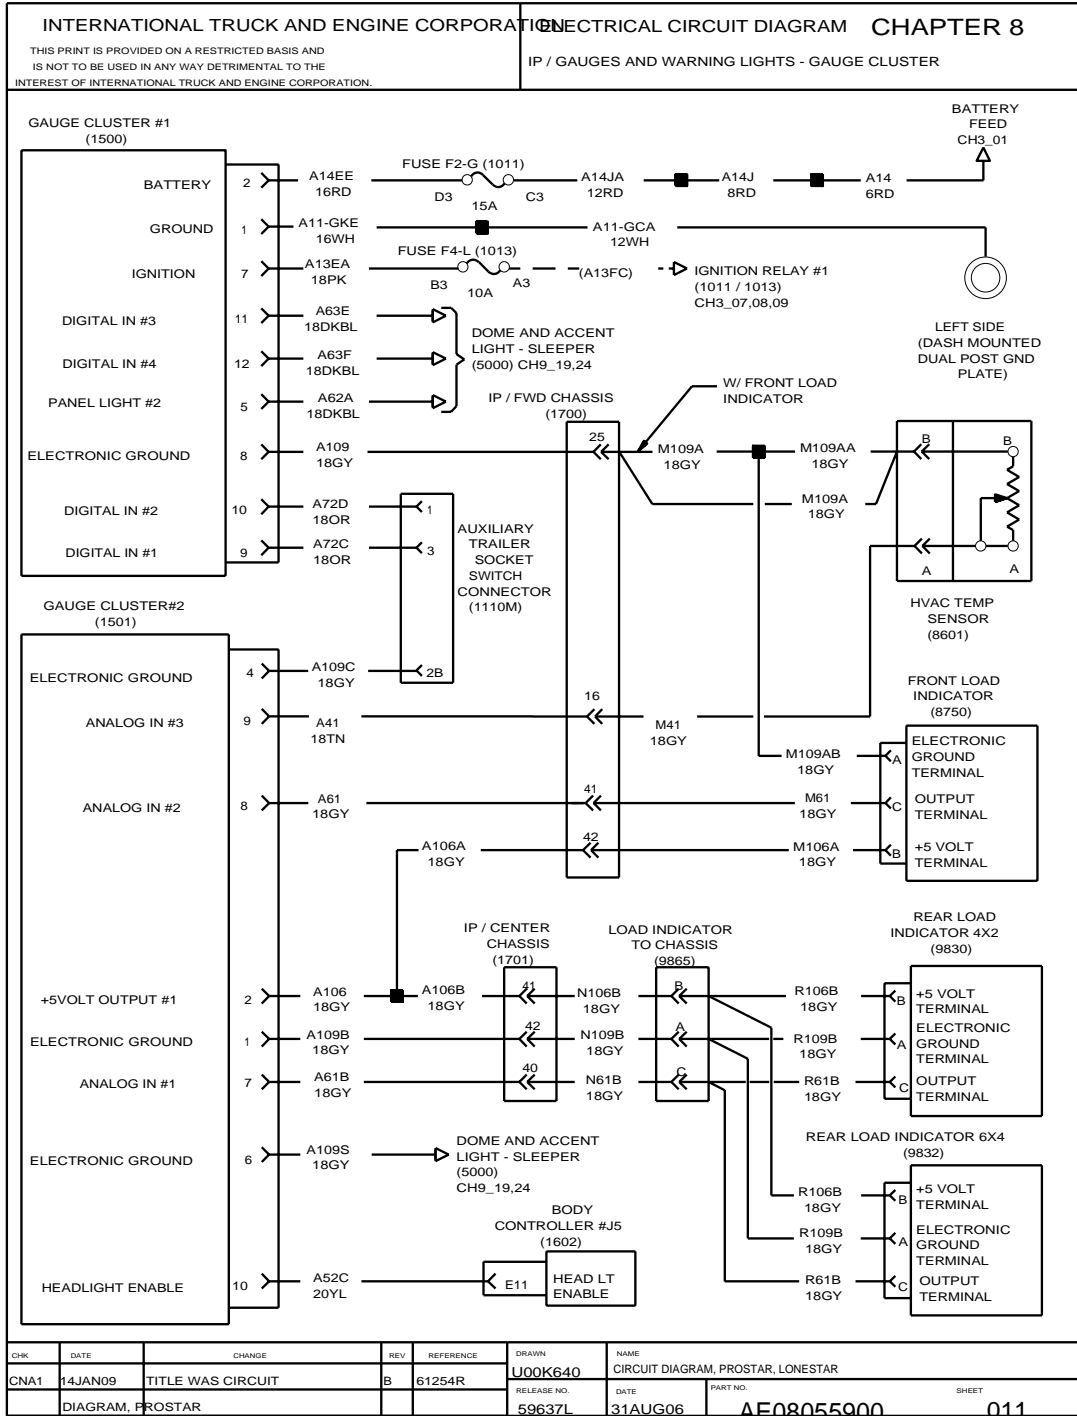 INTERNATIONAL TRUCK AND ENGINE CORPORATION
ELECTRICAL CIRCUIT DIAGRAM CHAPTER 8
THIS PRINT IS PROVIDED ON A RESTRICTED BASIS AND
IS NOT TO BE USED IN ANY WAY DETRIMENTAL TO THE
INTEREST OF INTERNATIONAL TRUCK AND ENGINE CORPORATION.
IP / GAUGES AND WARNING LIGHTS - GAUGE CLUSTER
GAUGE CLUSTER #1
(1500)
BATTERY
FEED
CH3_01
BATTERY 2 A14EE
16RD
FUSE F2-G (1011)
D3 15A C3
A14JA
12RD
A14J
8RD
A14
6RD
GROUND 1 A11-GKE
16WH
A11-GCA
12WH
IGNITION 7 A13EA
18PK
FUSE F4-L (1013)
B3 10A A3
(A13FC)
IGNITION RELAY #1
(1011 / 1013)
CH3_07,08,09
LEFT SIDE
(DASH MOUNTED
DUAL POST GND
PLATE)
DIGITAL IN #3 11 A63E
18DKBL
DIGITAL IN #4 12 A63F
18DKBL
PANEL LIGHT #2 5 A62A
18DKBL
DOME AND ACCENT
LIGHT - SLEEPER
(5000) CH9_19,24
IP / FWD CHASSIS
(1700)
W/ FRONT LOAD
INDICATOR
ELECTRONIC GROUND 8 A109
18GY
25
M109A
18GY
M109AA
18GY
M109A
18GY
B B
A A
HVAC TEMP
SENSOR
(8601)
DIGITAL IN #2 10 A72D
18OR
1
DIGITAL IN #1 9 A72C
18OR
3
AUXILIARY
TRAILER
SOCKET
SWITCH
CONNECTOR
(1110M)
GAUGE CLUSTER#2
(1501)
ELECTRONIC GROUND 4 A109C
18GY
2B
ANALOG IN #3 9 A41
18TN
16
M41
18GY
FRONT LOAD
INDICATOR
(8750)
M109AB
18GY
A
ELECTRONIC
GROUND
TERMINAL
ANALOG IN #2 8 A61
18GY
41
M61
18GY
C
OUTPUT
TERMINAL
A106A
18GY
42
M106A
18GY
B
+5 VOLT
TERMINAL
IP / CENTER
CHASSIS
(1701)
LOAD INDICATOR
TO CHASSIS
(9865)
REAR LOAD
INDICATOR 4X2
(9830)
+5VOLT OUTPUT #1 2 A106
18GY
A106B
18GY
41
N106B
18GY
B
R106B
18GY
B
+5 VOLT
TERMINAL
ELECTRONIC GROUND 1 A109B
18GY
42
N109B
18GY
A
R109B
18GY
A
ELECTRONIC
GROUND
TERMINAL
ANALOG IN #1 7 A61B
18GY
40
N61B
18GY
C
R61B
18GY
C
OUTPUT
TERMINAL
ELECTRONIC GROUND 6 A109S
18GY
DOME AND ACCENT
LIGHT - SLEEPER
(5000)
CH9_19,24
REAR LOAD INDICATOR 6X4
(9832)
R106B
18GY
B
+5 VOLT
TERMINAL
R109B
18GY
A
ELECTRONIC
GROUND
TERMINAL
R61B
18GY
C
OUTPUT
TERMINAL
BODY
CONTROLLER #J5
(1602)
HEADLIGHT ENABLE 10 A52C
20YL
E11
HEAD LT
ENABLE
CHK DATE CHANGE REV REFERENCE DRAWN NAME
CNA1 14JAN09 TITLE WAS CIRCUIT B 61254R U00K640 CIRCUIT DIAGRAM, PROSTAR, LONESTAR
DIAGRAM, PROSTAR
RELEASE NO. DATE PART NO. SHEET
59637L 31AUG06 AE08055900 011